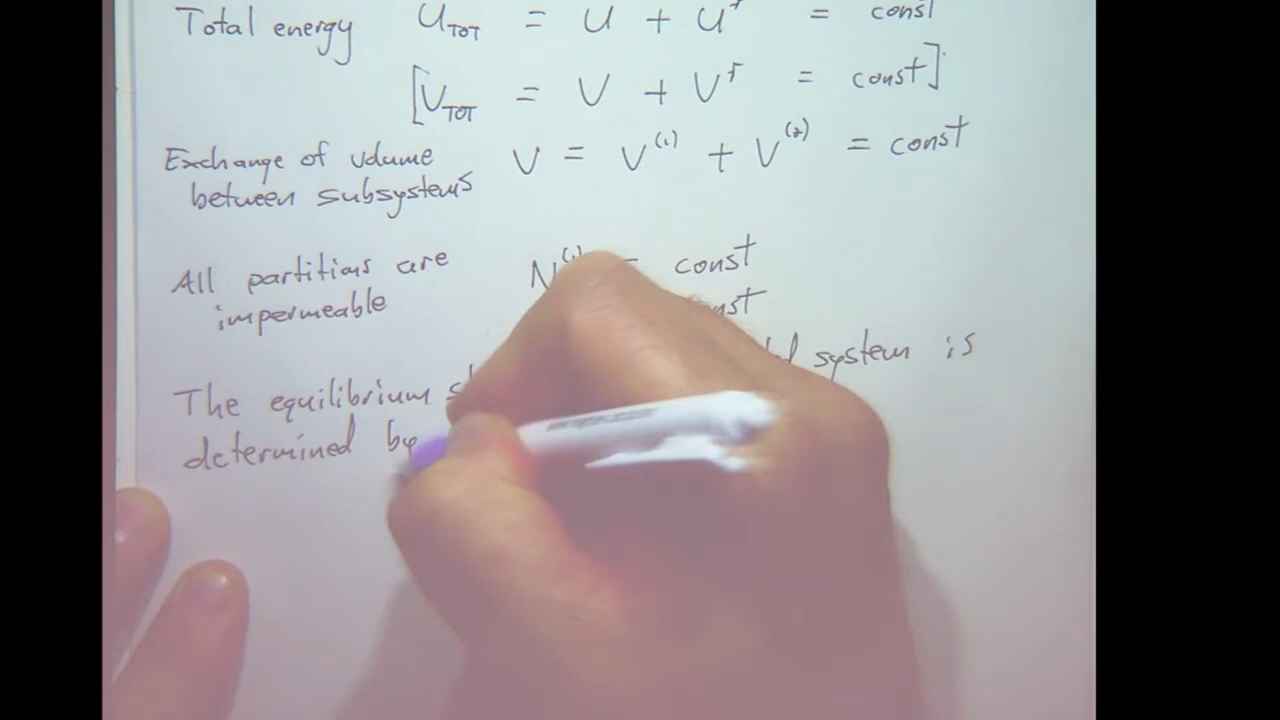 Total energy U_TOT = U + U^r = const
[V_TOT = V + V^r = const]
Exchange of volume V = V^(1) + V^(2) = const
between subsystems
All partitions are N = const
impermeable
The equilibrium system is
determined by